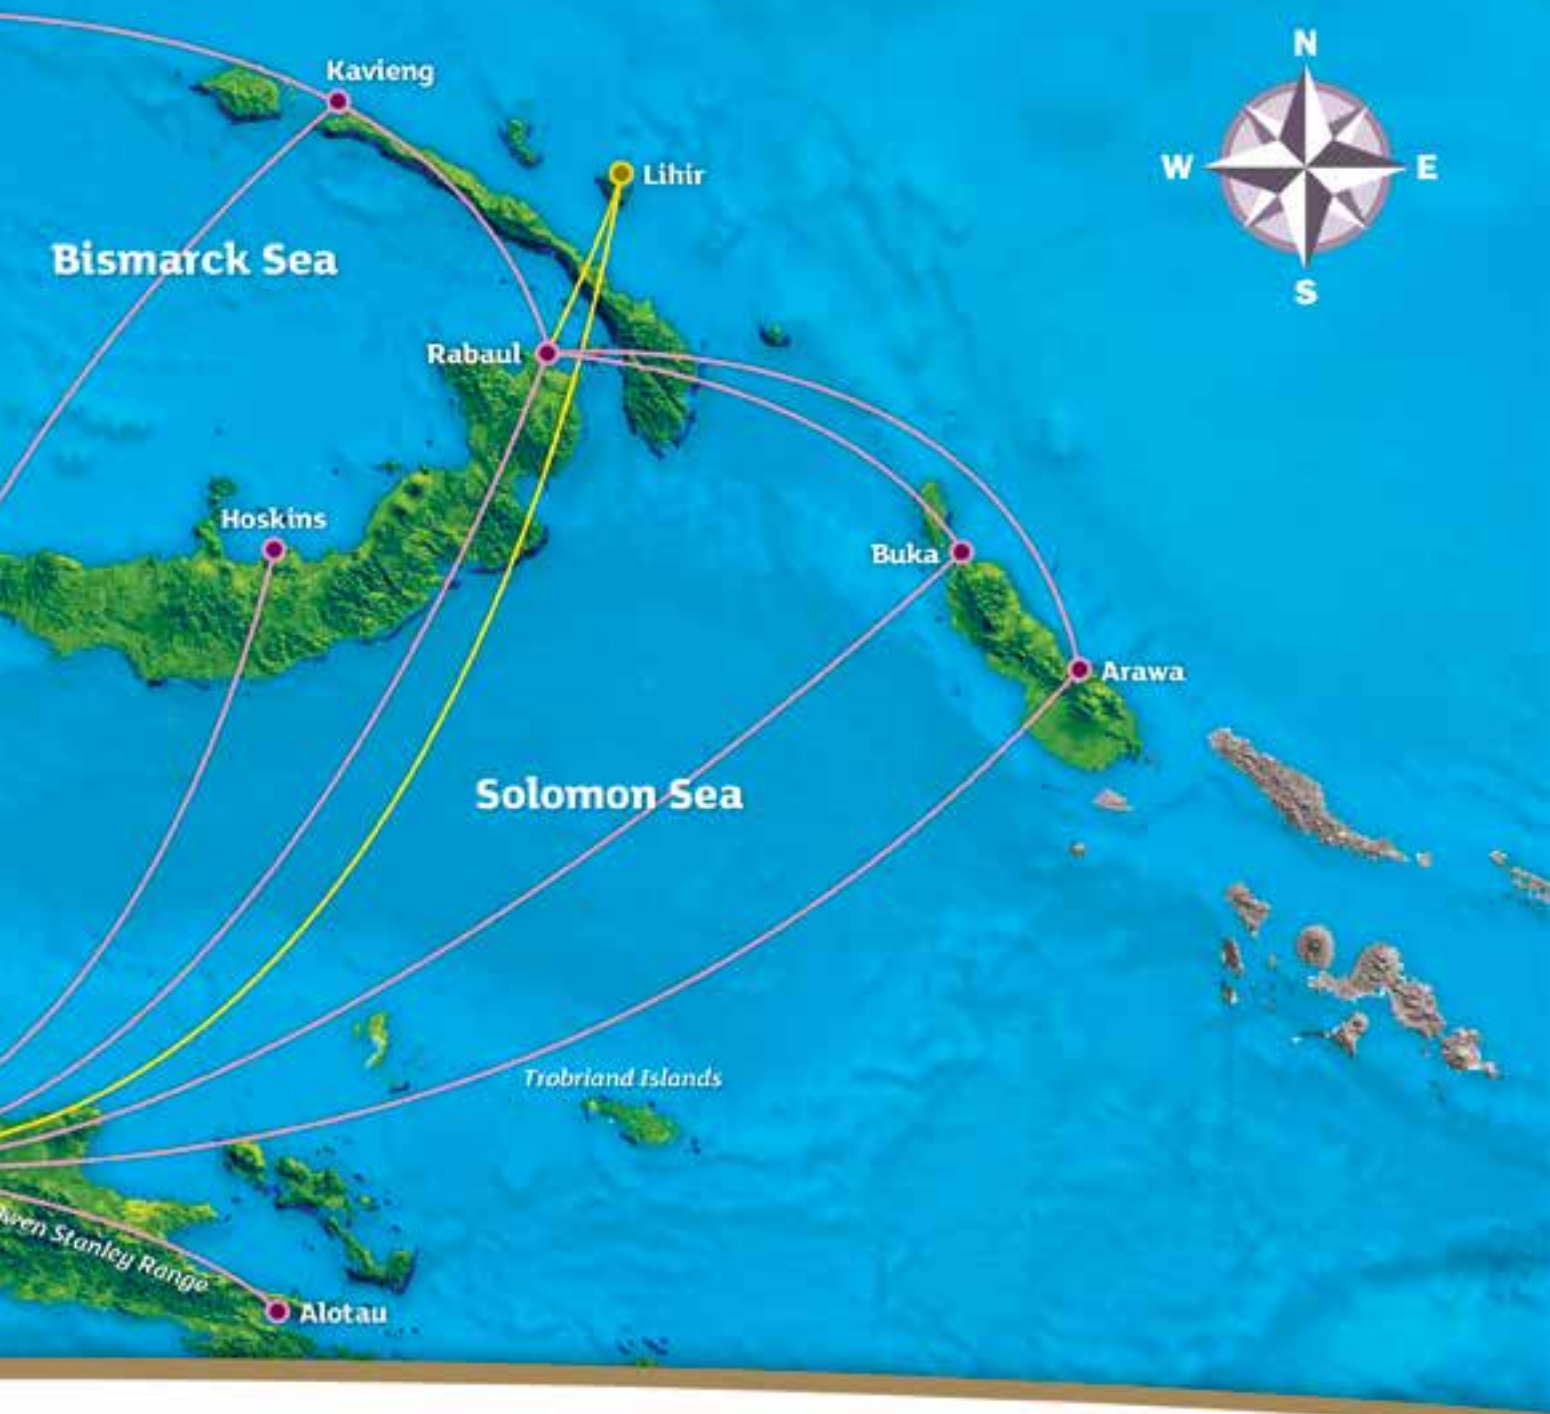 N
Kavieng
W
E
Lihir
Bismarck Sea
S
Rabaul
Hoskins
Buka
Arawa
Solomon Sea
Trobriand Islands
Stanley Range
Alotau